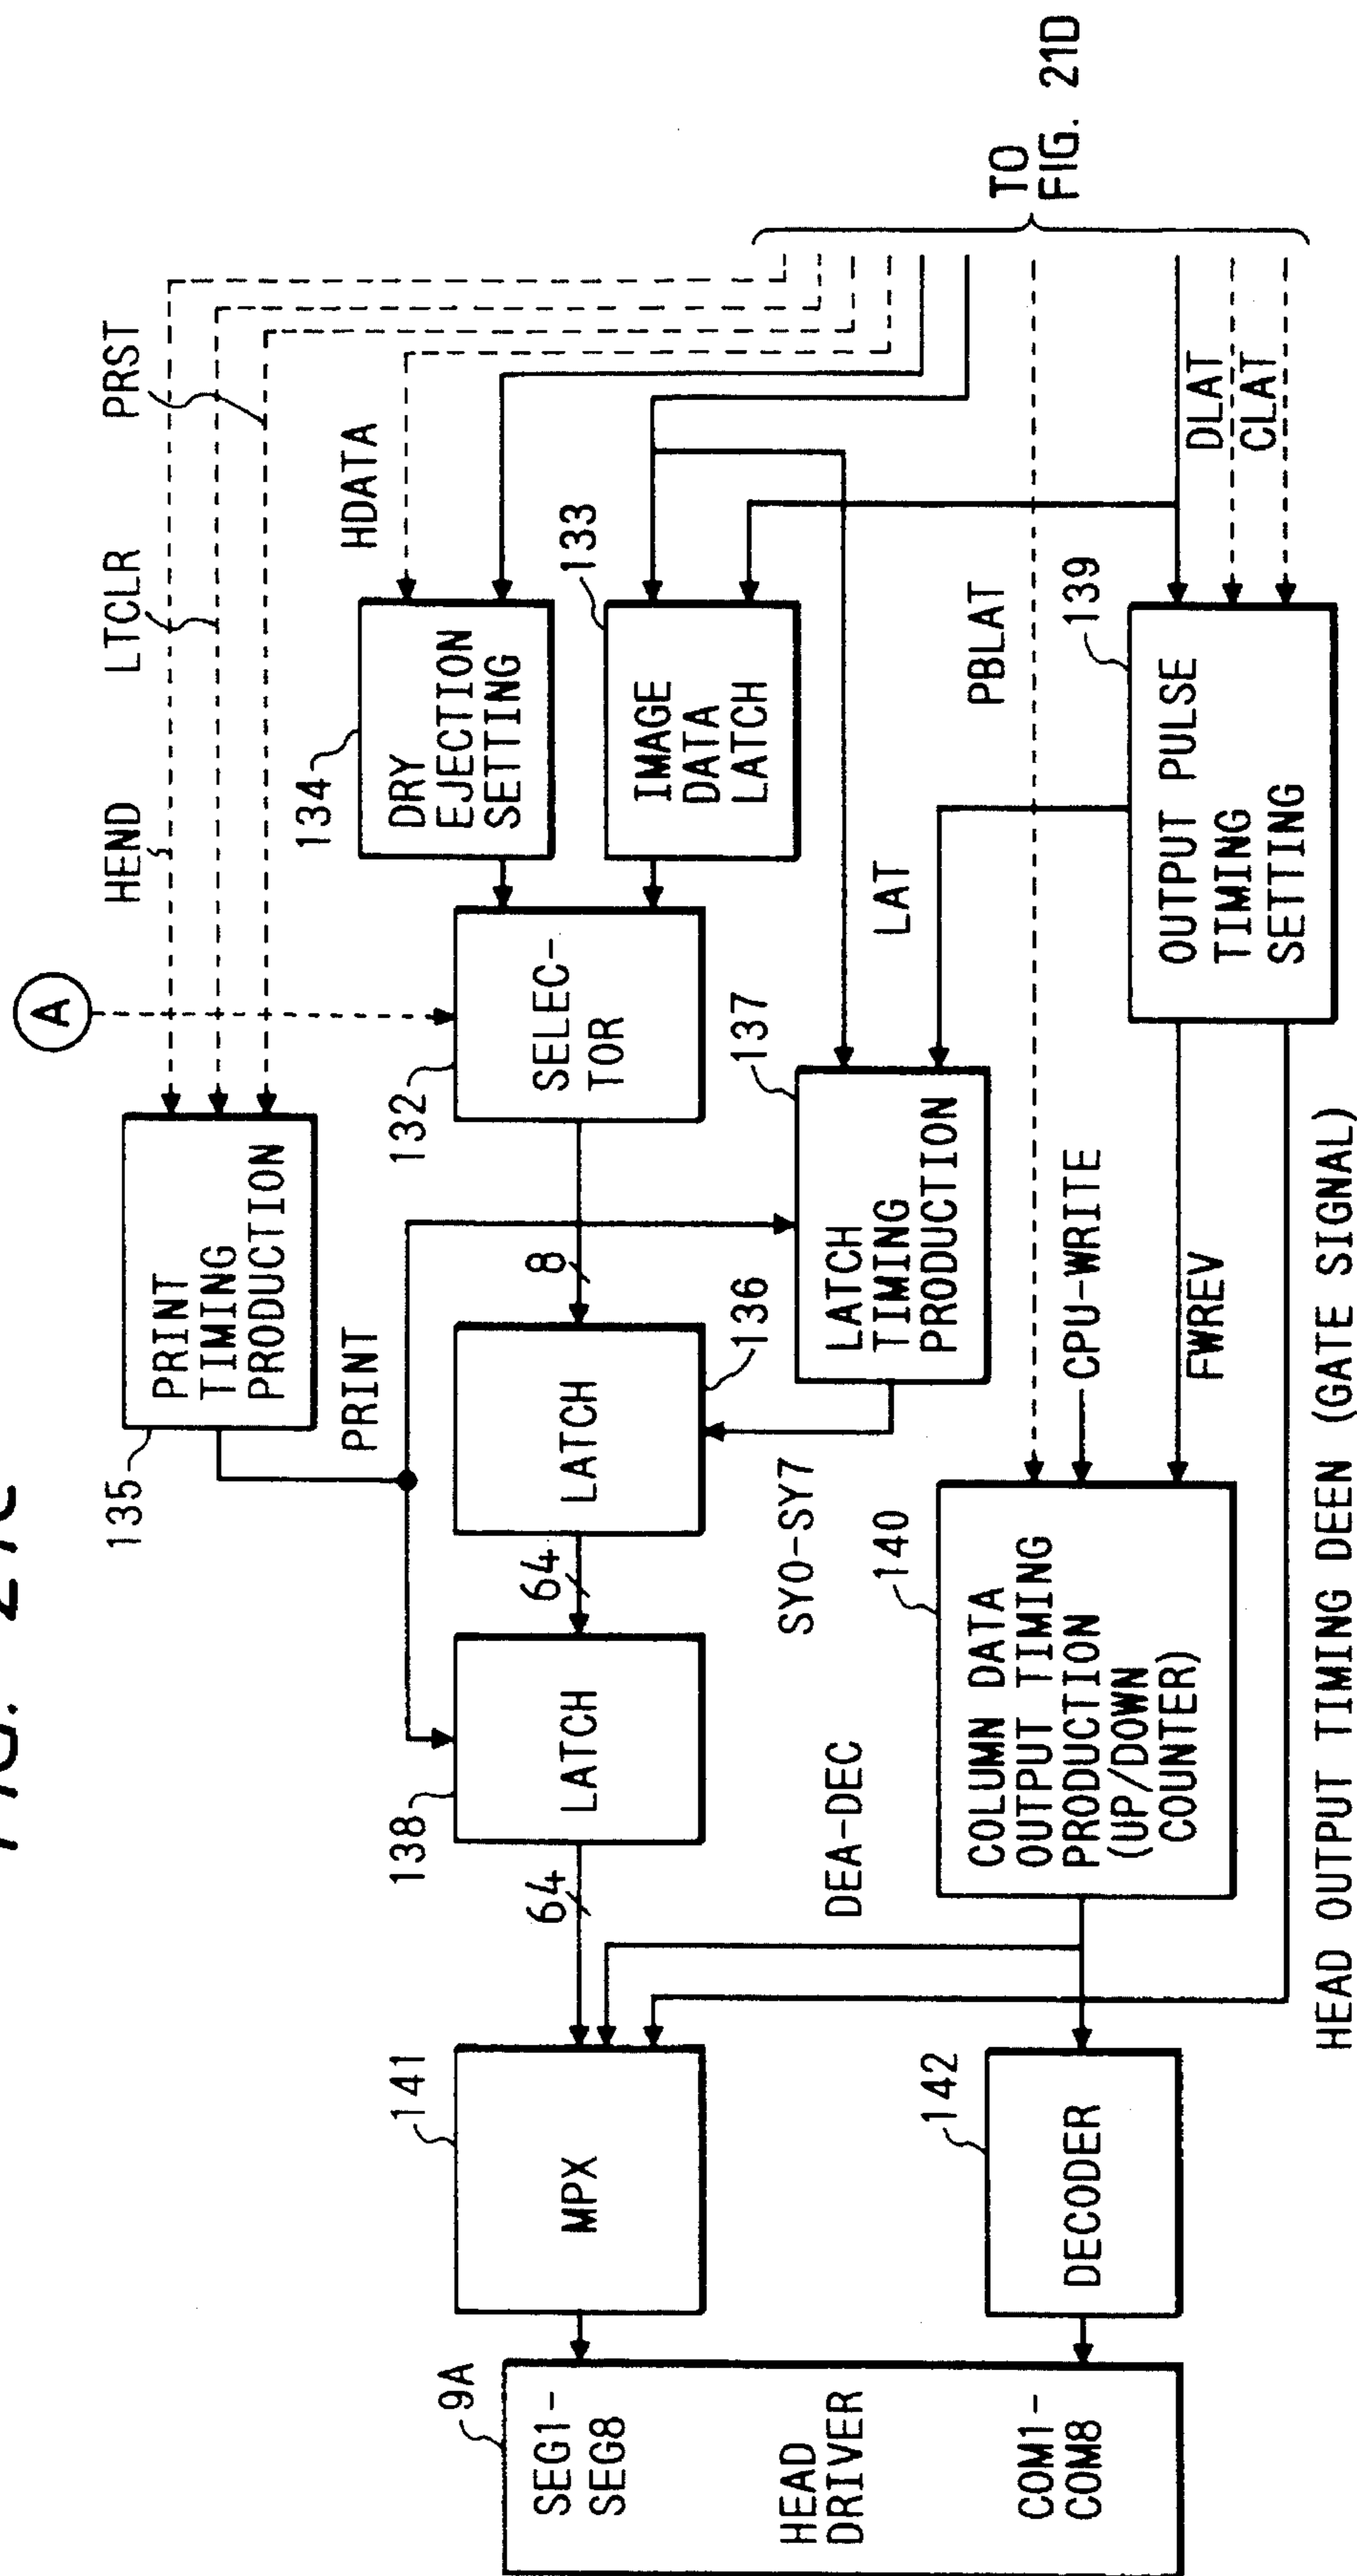 FIG. 21C
A
HEND
LTCLR
PRST
135
PRINT
TIMING
PRODUCTION
PRINT
HDATA
134
DRY
EJECTION
SETTING
133
IMAGE
DATA
LATCH
132
SELEC-
TOR
8
136
LATCH
64
138
LATCH
64
141
MPX
9A
SEG1-
SEG8
HEAD
DRIVER
COM1-
COM8
137
LATCH
TIMING
PRODUCTION
LAT
SY0-SY7
PBLAT
CPU-WRITE
FWREV
139
OUTPUT PULSE
TIMING
SETTING
DLAT
CLAT
TO
FIG. 21D
140
COLUMN DATA
OUTPUT TIMING
PRODUCTION
(UP/DOWN
COUNTER)
DEA-DEC
142
DECODER
HEAD OUTPUT TIMING DEEN (GATE SIGNAL)